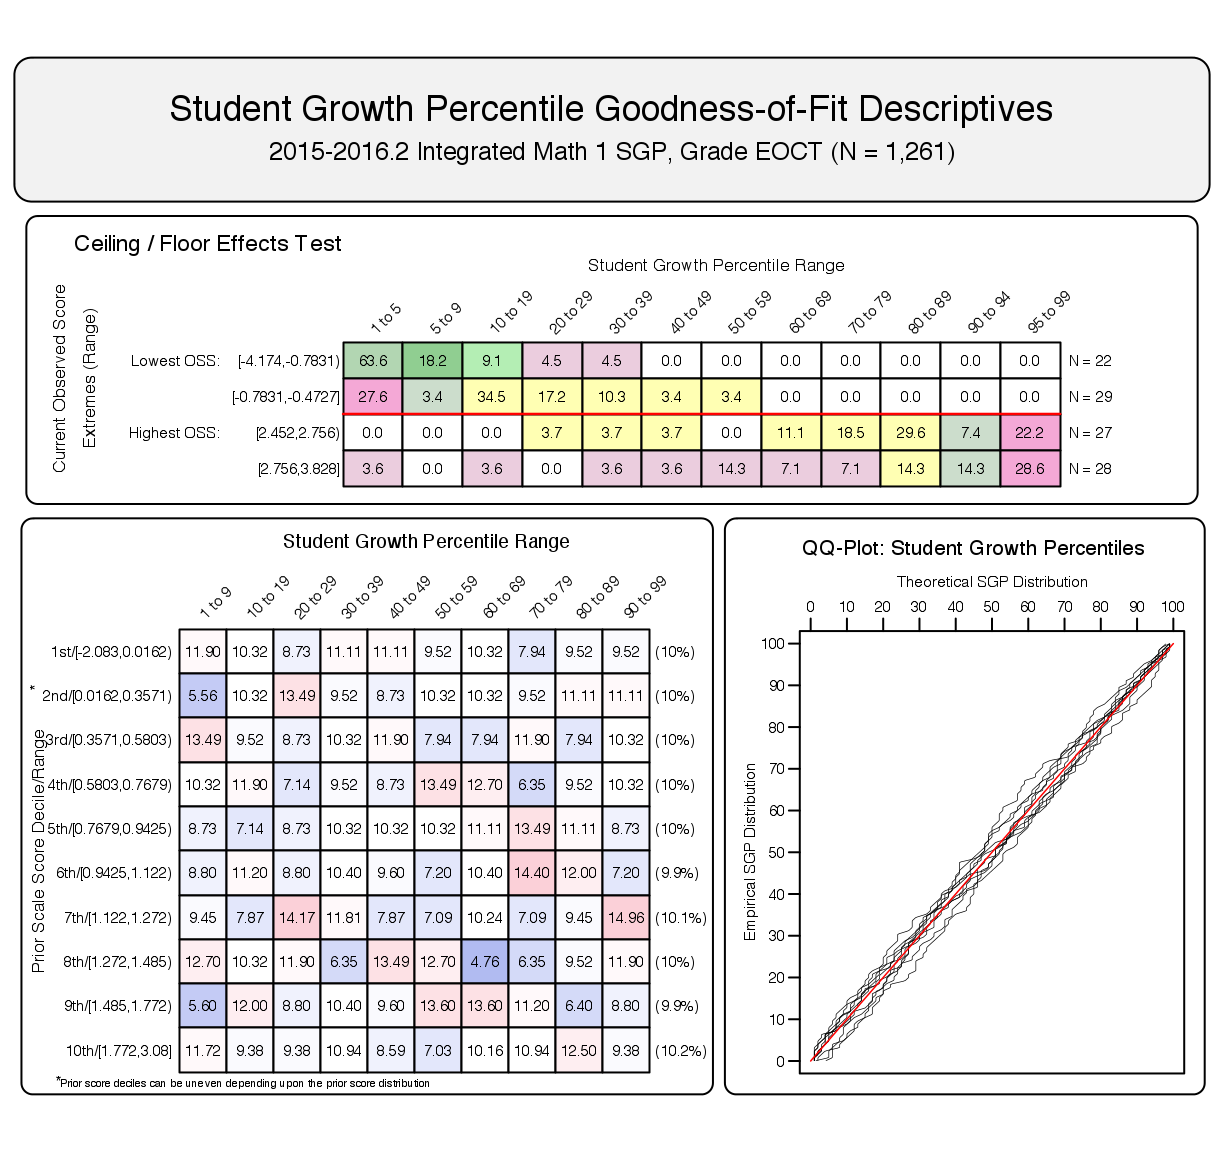 Student Growth Percentile Goodness-of-Fit Descriptives
2015-2016.2 Integrated Math 1 SGP, Grade EOCT (N = 1,261)
Ceiling / Floor Effects Test
Student Growth Percentile Range
1 to 5 5 to 9 10 to 19 20 to 29 30 to 39 40 to 49 50 to 59 60 to 69 70 to 79 80 to 89 90 to 94 95 to 99
Current Observed Score
Extremes (Range)
Lowest OSS: [-4.174,-0.7831) 63.6 18.2 9.1 4.5 4.5 0.0 0.0 0.0 0.0 0.0 0.0 0.0 N = 22
[-0.7831,-0.4727] 27.6 3.4 34.5 17.2 10.3 3.4 3.4 0.0 0.0 0.0 0.0 0.0 N = 29
Highest OSS: [2.452,2.756) 0.0 0.0 0.0 3.7 3.7 3.7 0.0 11.1 18.5 29.6 7.4 22.2 N = 27
[2.756,3.828] 3.6 0.0 3.6 0.0 3.6 3.6 14.3 7.1 7.1 14.3 14.3 28.6 N = 28
Student Growth Percentile Range
1 to 9 10 to 19 20 to 29 30 to 39 40 to 49 50 to 59 60 to 69 70 to 79 80 to 89 90 to 99
Prior Scale Score Decile/Range
1st/[-2.083,0.0162) 11.90 10.32 8.73 11.11 11.11 9.52 10.32 7.94 9.52 9.52 (10%)
* 2nd/[0.0162,0.3571) 5.56 10.32 13.49 9.52 8.73 10.32 10.32 9.52 11.11 11.11 (10%)
3rd/[0.3571,0.5803) 13.49 9.52 8.73 10.32 11.90 7.94 7.94 11.90 7.94 10.32 (10%)
4th/[0.5803,0.7679) 10.32 11.90 7.14 9.52 8.73 13.49 12.70 6.35 9.52 10.32 (10%)
5th/[0.7679,0.9425) 8.73 7.14 8.73 10.32 10.32 10.32 11.11 13.49 11.11 8.73 (10%)
6th/[0.9425,1.122) 8.80 11.20 8.80 10.40 9.60 7.20 10.40 14.40 12.00 7.20 (9.9%)
7th/[1.122,1.272) 9.45 7.87 14.17 11.81 7.87 7.09 10.24 7.09 9.45 14.96 (10.1%)
8th/[1.272,1.485) 12.70 10.32 11.90 6.35 13.49 12.70 4.76 6.35 9.52 11.90 (10%)
9th/[1.485,1.772) 5.60 12.00 8.80 10.40 9.60 13.60 13.60 11.20 6.40 8.80 (9.9%)
10th/[1.772,3.08] 11.72 9.38 9.38 10.94 8.59 7.03 10.16 10.94 12.50 9.38 (10.2%)
*Prior score deciles can be uneven depending upon the prior score distribution
QQ-Plot: Student Growth Percentiles
Theoretical SGP Distribution
0 10 20 30 40 50 60 70 80 90 100
Empirical SGP Distribution
100
90
80
70
60
50
40
30
20
10
0